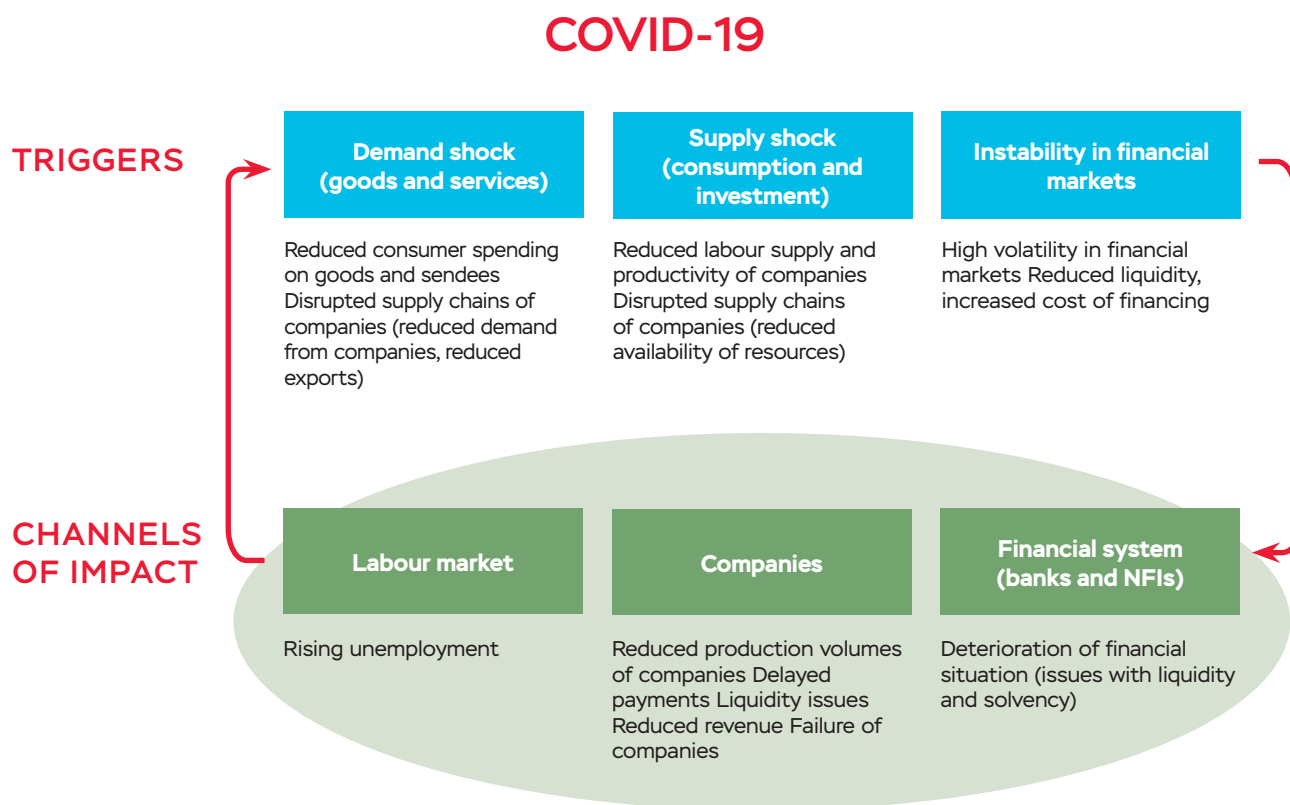 COVID-19
TRIGGERS
Demand shock
(goods and services)
Supply shock
(consumption and
investment)
Instability in financial
markets
Reduced consumer spending
on goods and sendees
Disrupted supply chains of
companies (reduced demand
from companies, reduced
exports)
Reduced labour supply and
productivity of companies
Disrupted supply chains
of companies (reduced
availability of resources)
High volatility in financial
markets Reduced liquidity,
increased cost of financing
CHANNELS
OF IMPACT
Labour market
Companies
Financial system
(banks and NFIs)
Rising unemployment
Reduced production volumes
of companies Delayed
payments Liquidity issues
Reduced revenue Failure of
companies
Deterioration of financial
situation (issues with liquidity
and solvency)